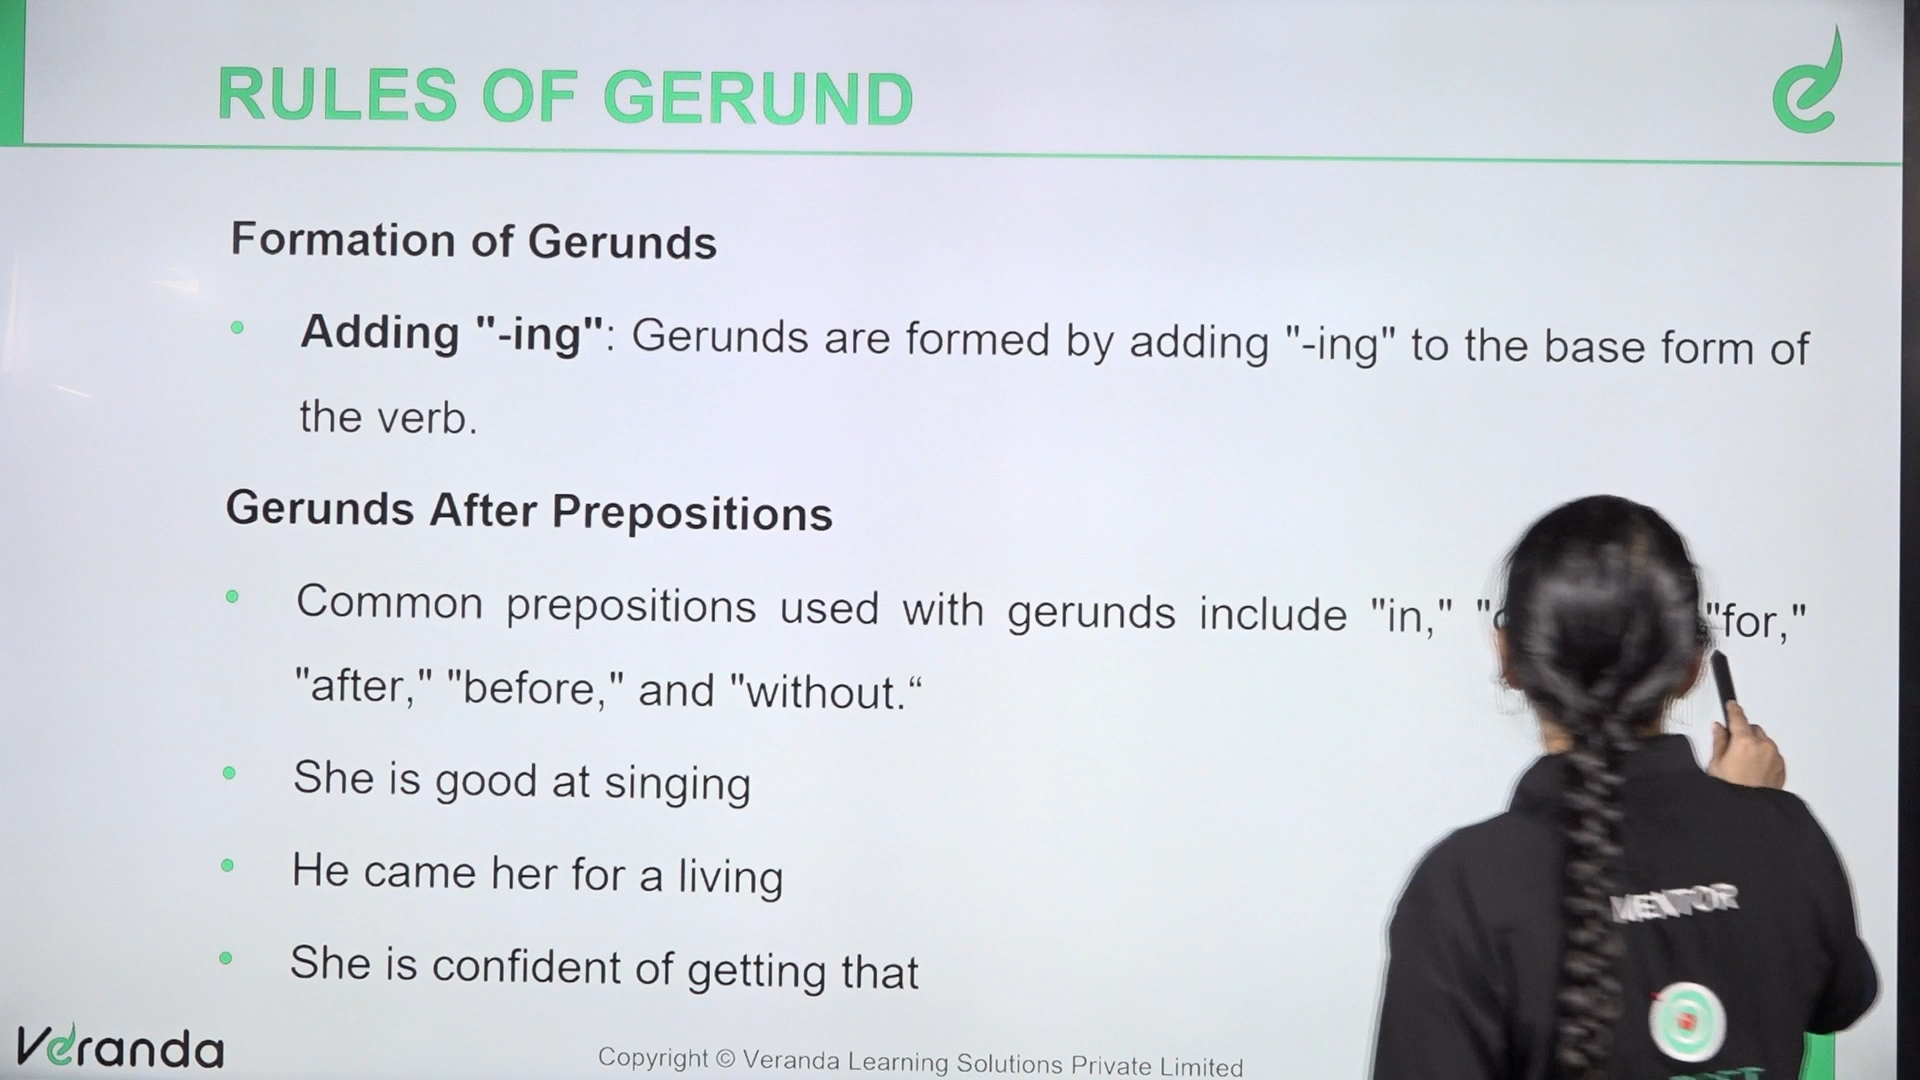 RULES OF GERUND
Formation of Gerunds
• Adding "-ing": Gerunds are formed by adding "-ing" to the base form of
the verb.
Gerunds After Prepositions
• Common prepositions used with gerunds include "in," "for,"
"after," "before," and "without.“
• She is good at singing
• He came her for a living
• She is confident of getting that
MENTOR
Veranda
Copyright © Veranda Learning Solutions Private Limited